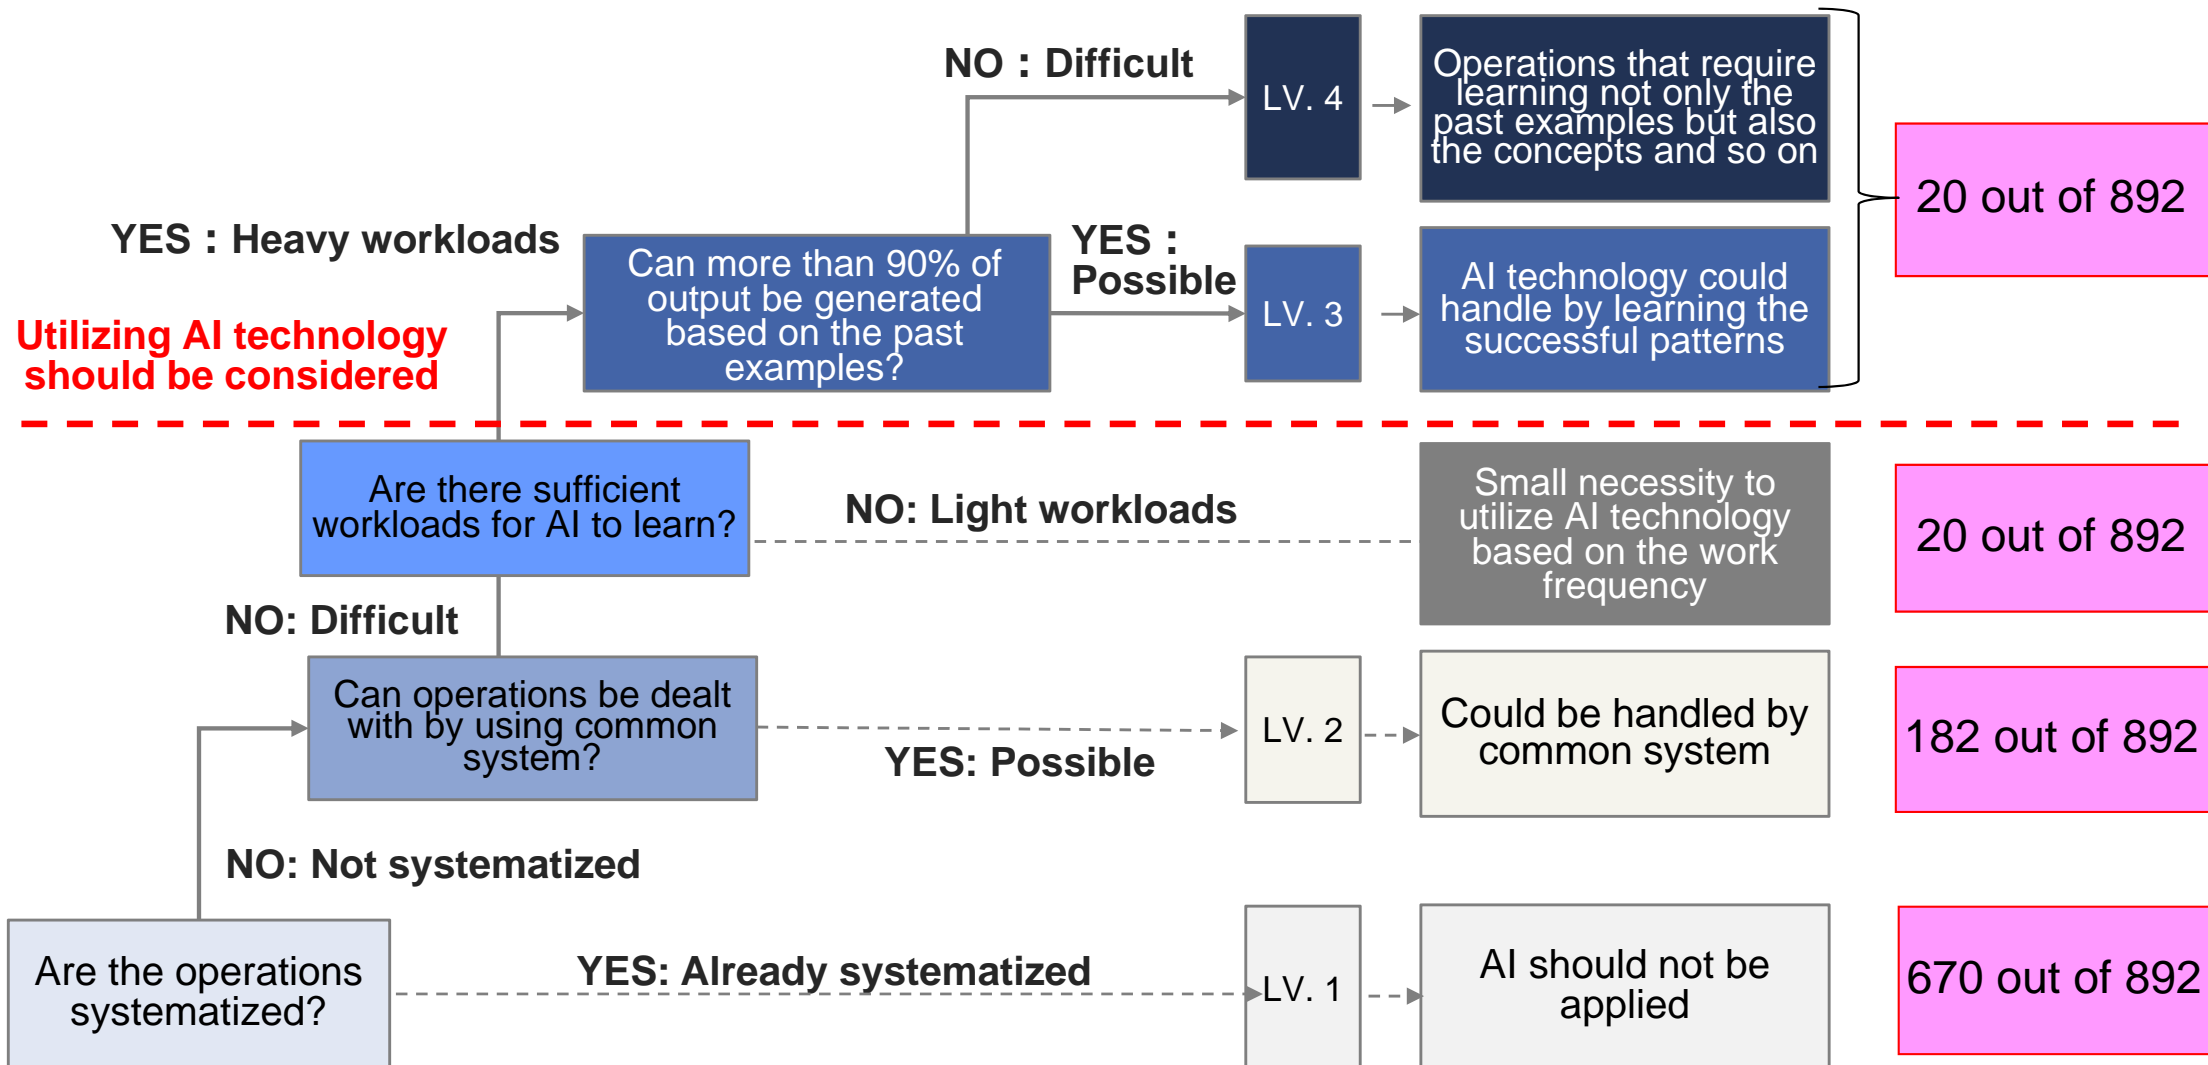 NO : Difficult
LV. 4
Operations that require
learning not only the
past examples but also
the concepts and so on
20 out of 892
YES : Heavy workloads
Can more than 90% of
output be generated
based on the past
examples?
YES :
Possible
LV. 3
AI technology could
handle by learning the
successful patterns
Utilizing AI technology
should be considered
Are there sufficient
workloads for AI to learn?
NO: Light workloads
Small necessity to
utilize AI technology
based on the work
frequency
20 out of 892
NO: Difficult
Can operations be dealt
with by using common
system?
YES: Possible
LV. 2
Could be handled by
common system
182 out of 892
NO: Not systematized
Are the operations
systematized?
YES: Already systematized
LV. 1
AI should not be
applied
670 out of 892